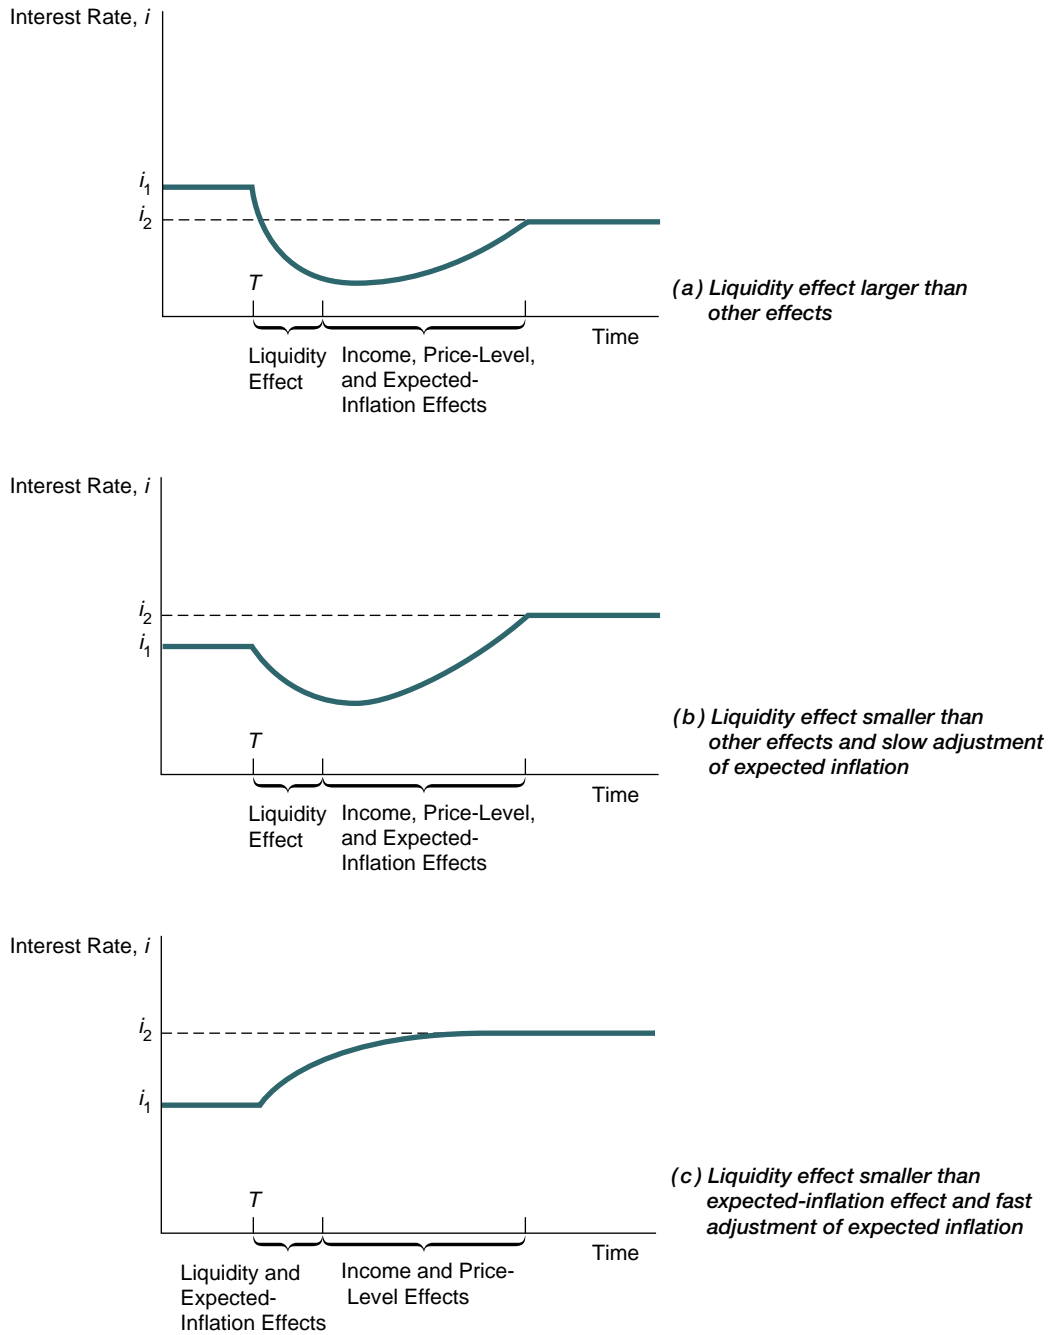 Interest Rate, i
i1
i2
T
(a) Liquidity effect larger than
other effects
Time
Liquidity
Effect
Income, Price-Level,
and Expected-
Inflation Effects
Interest Rate, i
i2
i1
T
(b) Liquidity effect smaller than
other effects and slow adjustment
of expected inflation
Time
Liquidity
Effect
Income, Price-Level,
and Expected-
Inflation Effects
Interest Rate, i
i2
i1
T
(c) Liquidity effect smaller than
expected-inflation effect and fast
adjustment of expected inflation
Time
Liquidity and
Expected-
Inflation Effects
Income and Price-
Level Effects